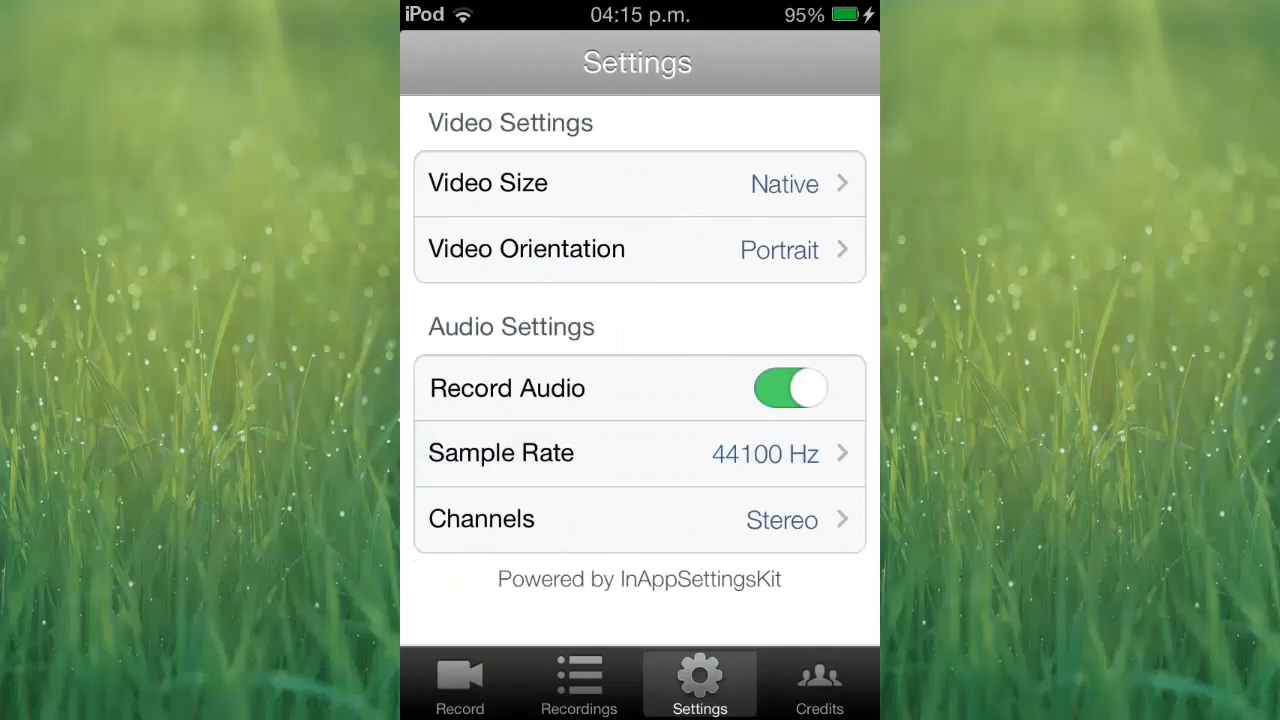 iPod 04:15 p.m. 95%
Settings
Video Settings
Video Size Native
Video Orientation Portrait
Audio Settings
Record Audio
Sample Rate 44100 Hz
Channels Stereo
Powered by InAppSettingsKit
Record Recordings Settings Credits